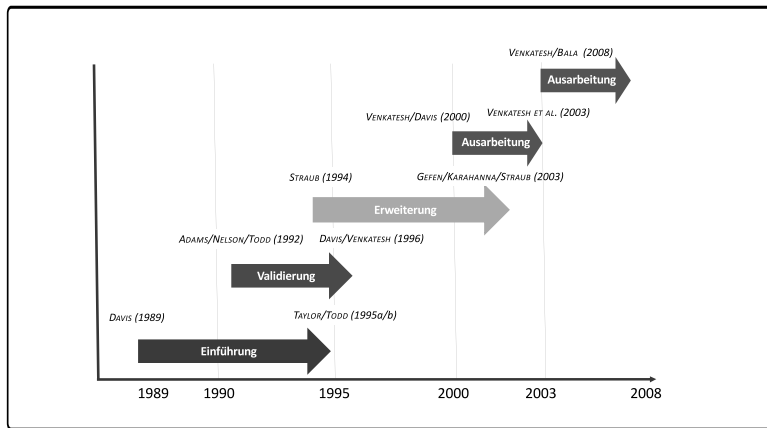 VENKATESH/BALA (2008)
Ausarbeitung
VENKATESH/DAVIS (2000) VENKATESH ET AL. (2003)
Ausarbeitung
STRAUB (1994) GEFEN/KARAHANNA/STRAUB (2003)
Erweiterung
ADAMS/NELSON/TODD (1992) DAVIS/VENKATESH (1996)
Validierung
DAVIS (1989) TAYLOR/TODD (1995a/b)
Einführung
1989 1990 1995 2000 2003 2008